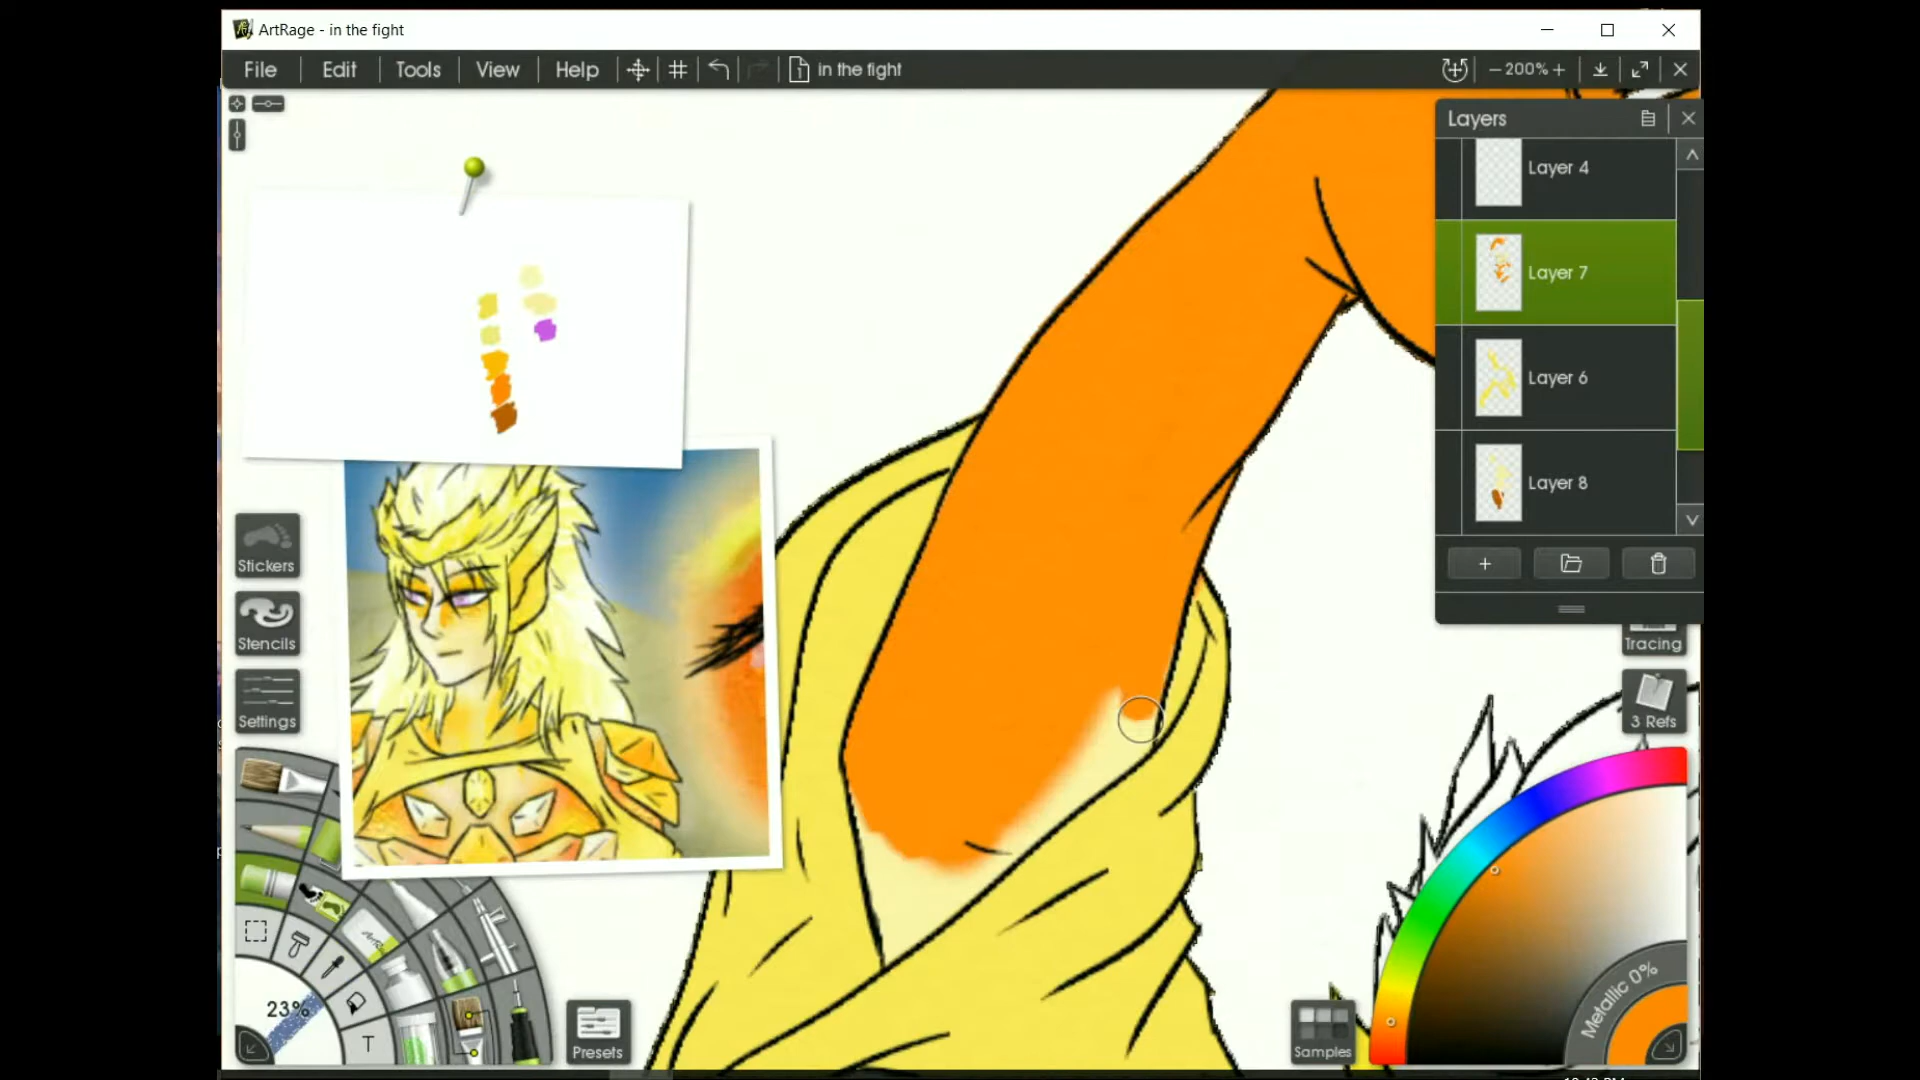 ArtRage - in the fight
File Edit Tools View Help in the fight 200%
Layers
Layer 4
Layer 7
Layer 6
Layer 8
Stickers
Stencils
Settings
Tracing
3 Refs
23%
T
Presets
Samples
Metallic 0%